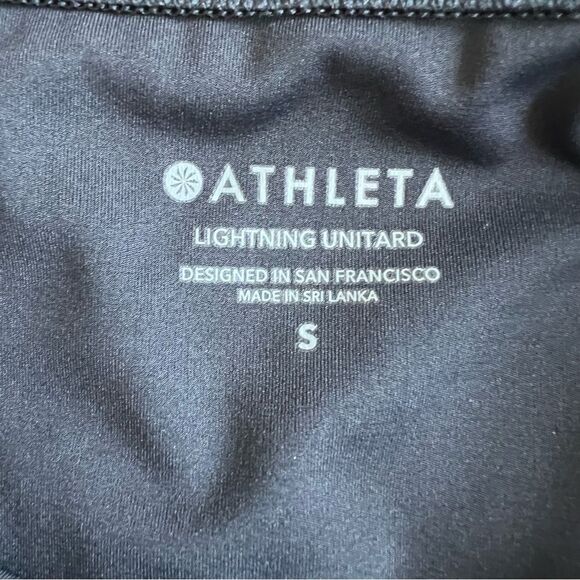 ATHLETA
LIGHTNING UNITARD
DESIGNED IN SAN FRANCISCO
MADE IN SRI LANKA
S